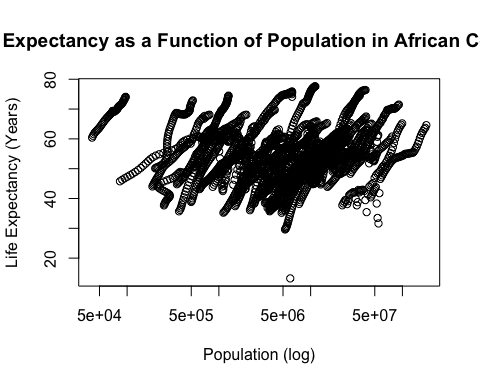 Expectancy as a Function of Population in African C
80
60
40
20
Life Expectancy (Years)
5e+04 5e+05 5e+06 5e+07
Population (log)